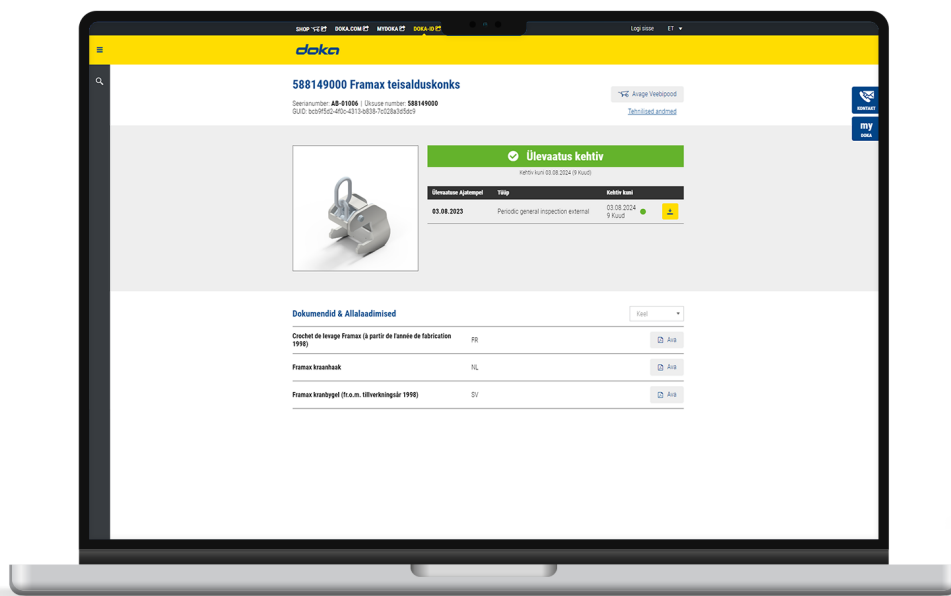 SHOP DOKA.COM MYDOKA DOKA-ID Logi sisse ET
doka
588149000 Framax teisalduskonks
Seerianumber: AB-01006 | Üksuse number: 588149000
GUID: bcb9f5d2-4f0c-4313-b838-7c028a3d5dc9
Avage Veebipood
Tehnilised andmed
KONTAKT
my
DOKA
Ülevaatus kehtiv
Kehtiv kuni 03.08.2024 (9 Kuud)
Ülevaatuse Ajatempel Tüüp Kehtiv kuni
03.08.2023 Periodic general inspection external 03.08.2024
9 Kuud
Dokumendid & Allalaadimised Keel
Crochet de levage Framax (à partir de l'année de fabrication
1998) FR Ava
Framax kraanhaak NL Ava
Framax kranbygel (fr.o.m. tillverkningsår 1998) SV Ava